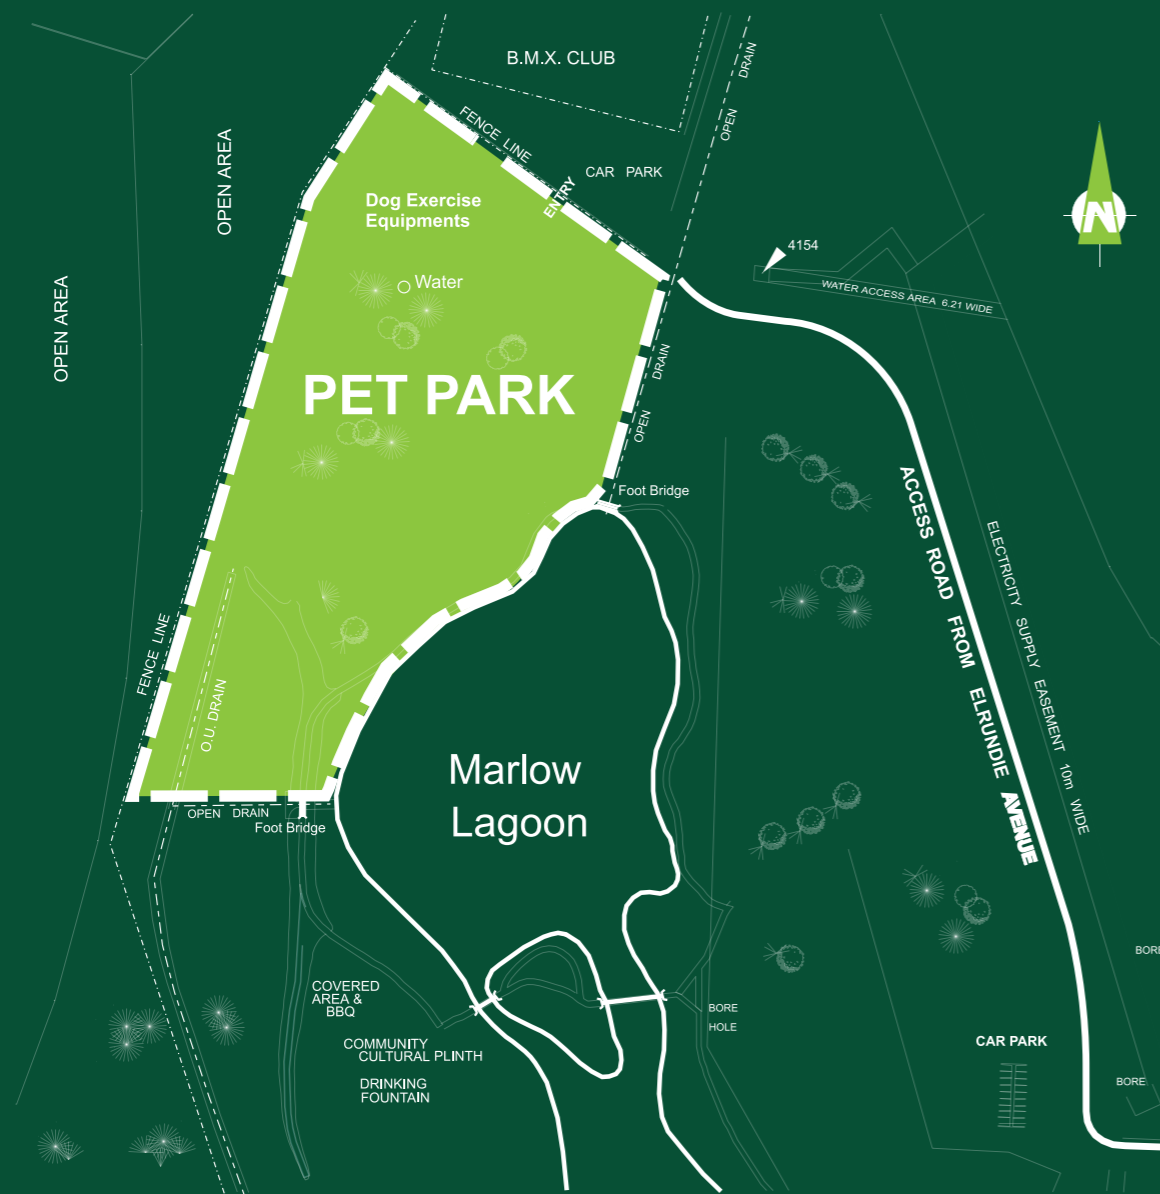 B.M.X. CLUB
OPEN DRAIN
FENCE LINE
OPEN AREA
CAR PARK
ENTRY
Dog Exercise
Equipments
N
4154
Water
WATER ACCESS AREA 6.21 WIDE
OPEN AREA
PET PARK
OPEN DRAIN
Foot Bridge
ACCESS ROAD FROM ELRUNDIE AVENUE
ELECTRICITY SUPPLY EASEMENT 10m WIDE
FENCE LINE
O.U. DRAIN
Marlow
Lagoon
OPEN DRAIN
Foot Bridge
BORE
COVERED
AREA &
BBQ
BORE
HOLE
COMMUNITY
CULTURAL PLINTH
CAR PARK
DRINKING
FOUNTAIN
BORE